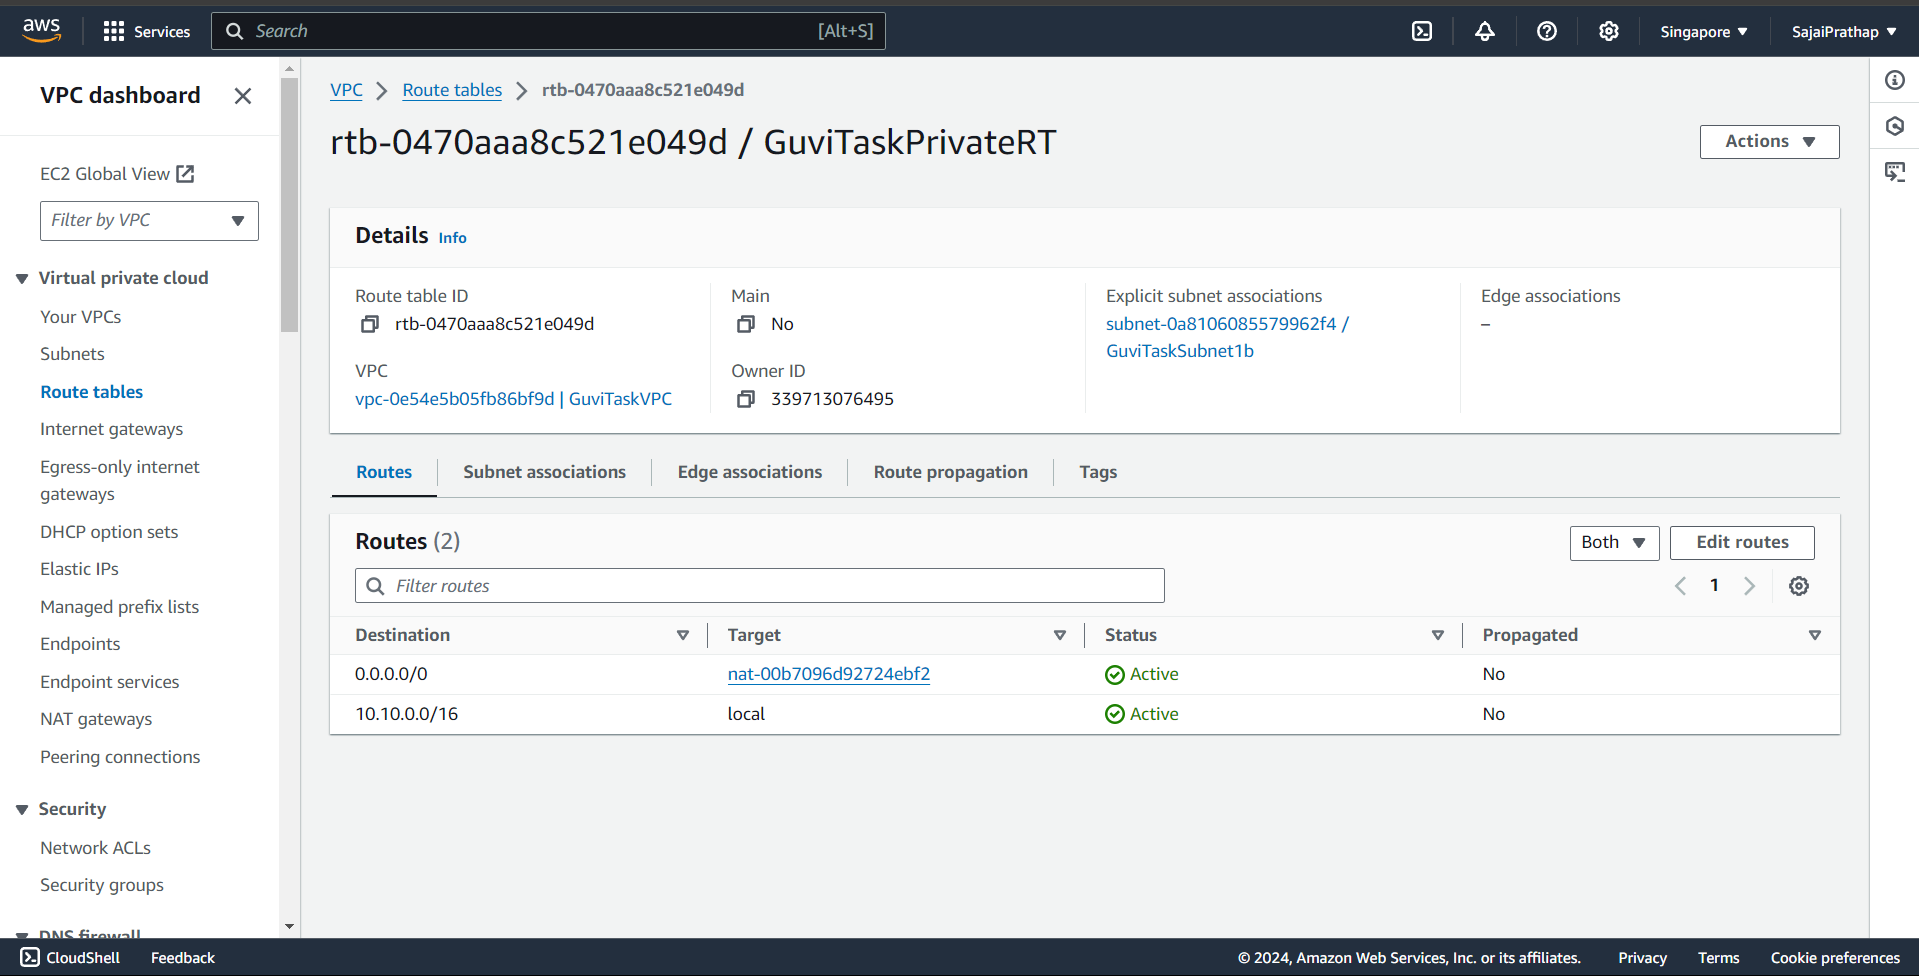 aws
Services
Search
[Alt+S]
Singapore
SajaiPrathap
VPC dashboard
EC2 Global View
Filter by VPC
Virtual private cloud
Your VPCs
Subnets
Route tables
Internet gateways
Egress-only internet
gateways
DHCP option sets
Elastic IPs
Managed prefix lists
Endpoints
Endpoint services
NAT gateways
Peering connections
Security
Network ACLs
Security groups
DNS firewall
VPC
Route tables
rtb-0470aaa8c521e049d
rtb-0470aaa8c521e049d / GuviTaskPrivateRT
Actions
Details Info
Route table ID
rtb-0470aaa8c521e049d
Main
No
Explicit subnet associations
subnet-0a8106085579962f4 /
GuviTaskSubnet1b
Edge associations
–
VPC
vpc-0e54e5b05fb86bf9d | GuviTaskVPC
Owner ID
339713076495
Routes
Subnet associations
Edge associations
Route propagation
Tags
Routes (2)
Both
Edit routes
Filter routes
1
Destination
Target
Status
Propagated
0.0.0.0/0
nat-00b7096d92724ebf2
Active
No
10.10.0.0/16
local
Active
No
CloudShell
Feedback
© 2024, Amazon Web Services, Inc. or its affiliates.
Privacy
Terms
Cookie preferences